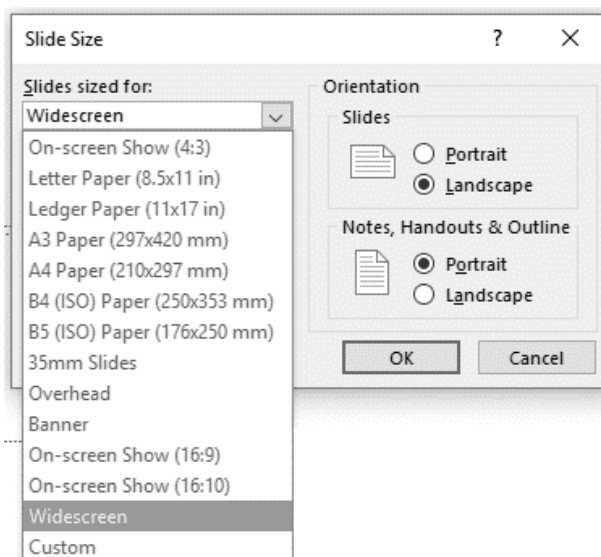 Slide Size ? X
Slides sized for:
Widescreen
On-screen Show (4:3)
Letter Paper (8.5x11 in)
Ledger Paper (11x17 in)
A3 Paper (297x420 mm)
A4 Paper (210x297 mm)
B4 (ISO) Paper (250x353 mm)
B5 (ISO) Paper (176x250 mm)
35mm Slides
Overhead
Banner
On-screen Show (16:9)
On-screen Show (16:10)
Widescreen
Custom
Orientation
Slides
Portrait
Landscape
Notes, Handouts & Outline
Portrait
Landscape
OK Cancel